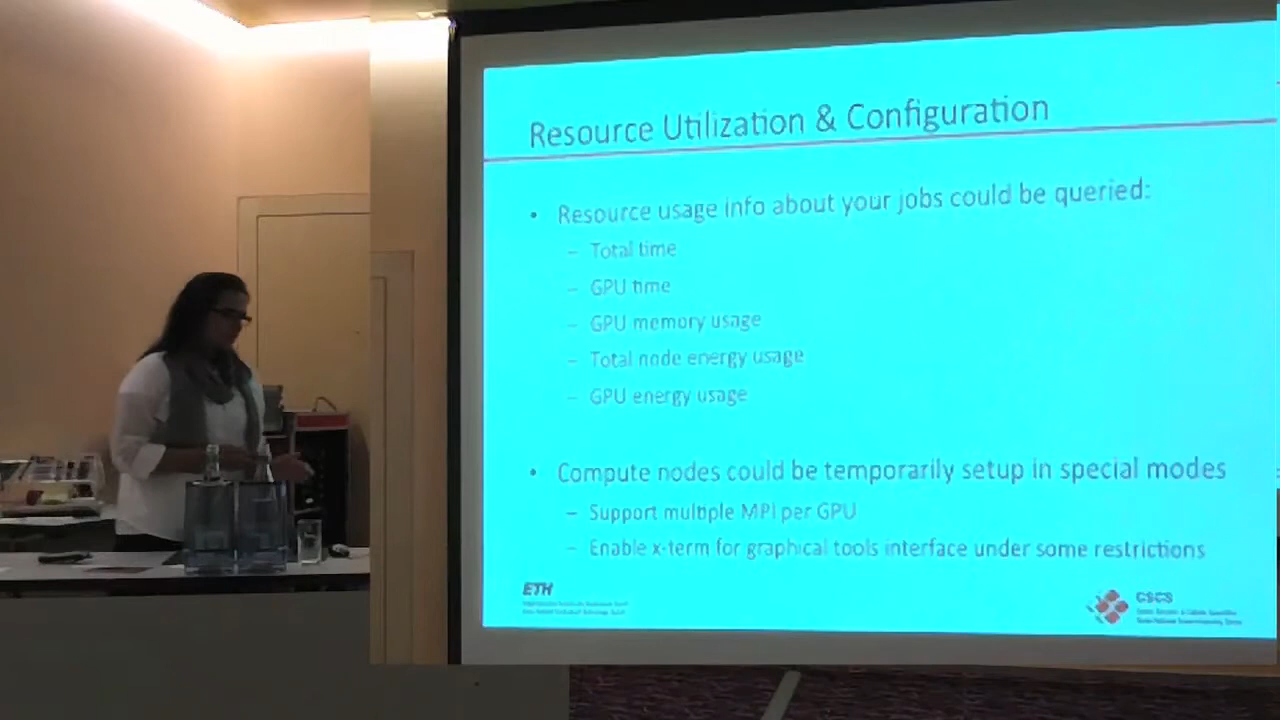 Resource Utilization & Configuration
• Resource usage info about your jobs could be queried:
– Total time
– GPU time
– GPU memory usage
– Total node energy usage
– GPU energy usage
• Compute nodes could be temporarily setup in special modes
– Support multiple MPI per GPU
– Enable x-term for graphical tools interface under some restrictions
ETH
CSCS